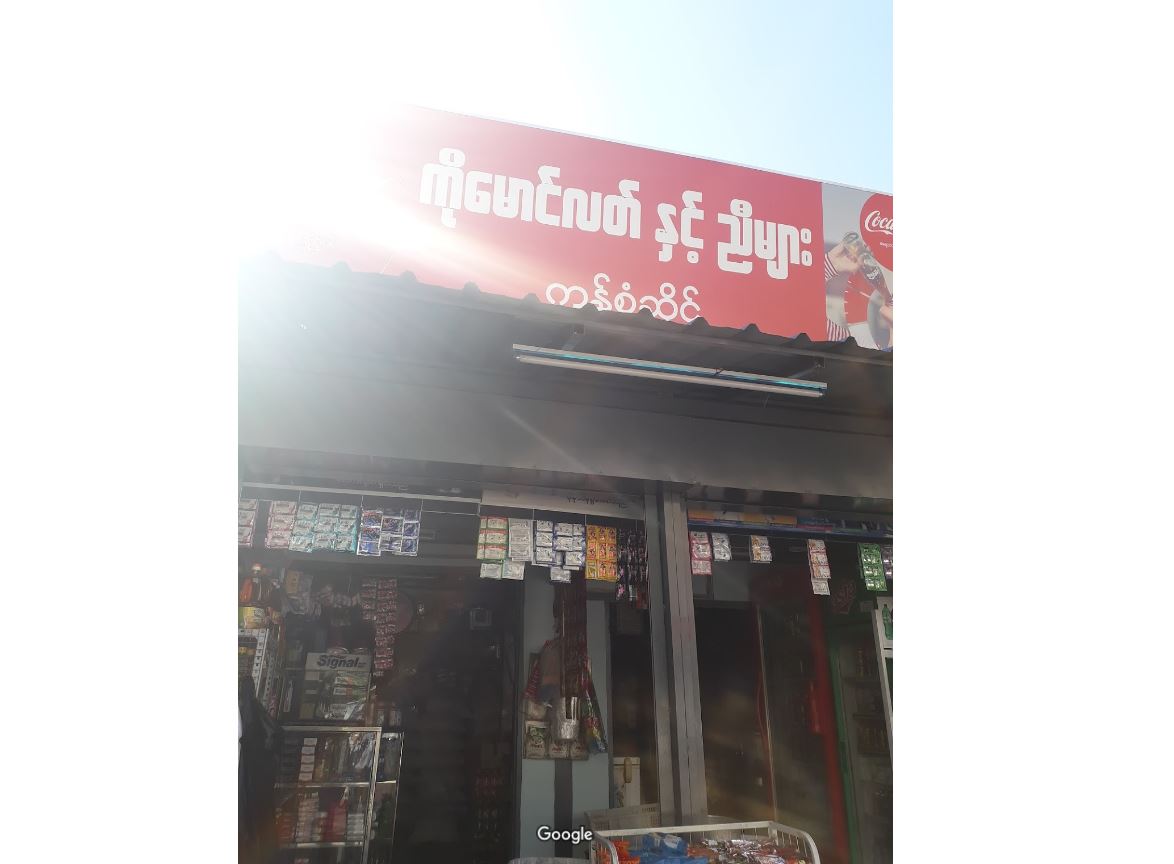 ကိုမောင်လတ် နှင့် ညီများ
ကုန်စုံဆိုင်
Coca
Signal
Google